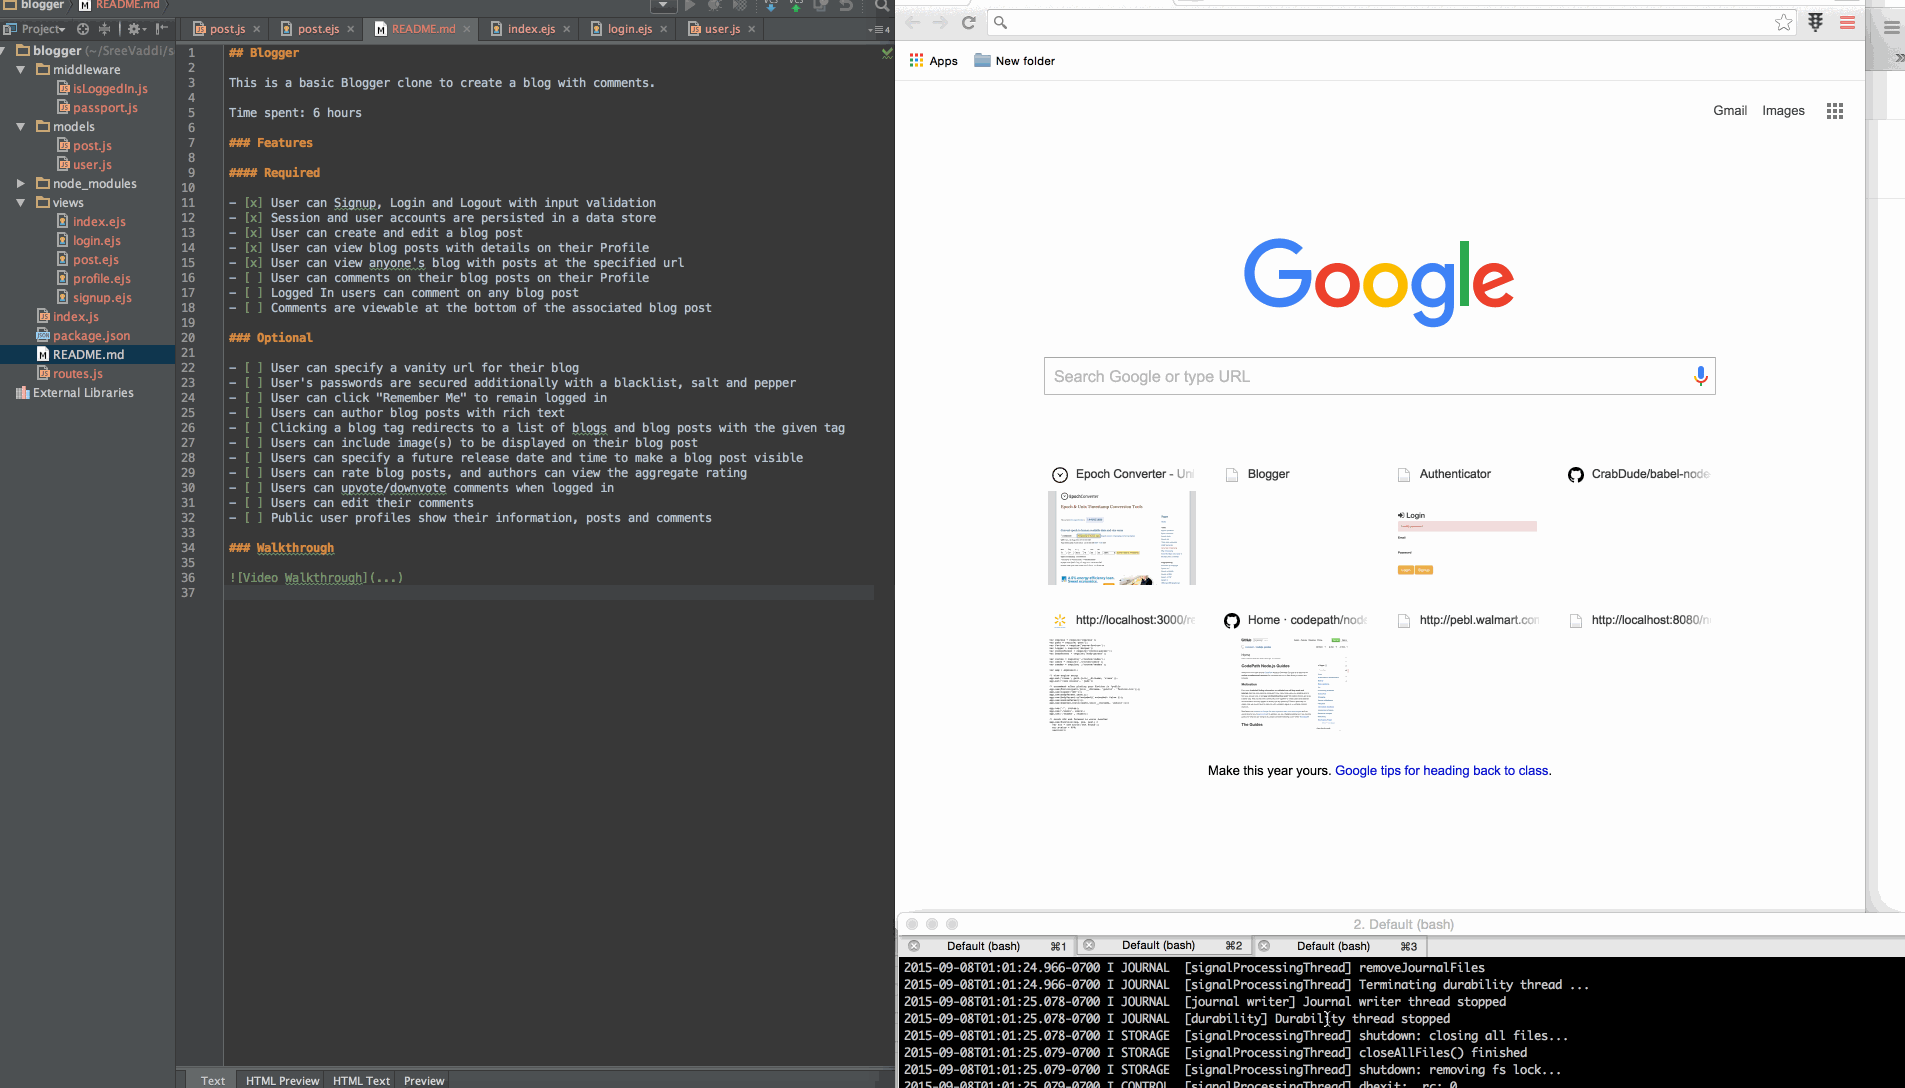 blogger README.md
Project
post.js post.ejs README.md index.ejs login.ejs user.js
blogger (~/SreeVaddi/s
middleware
isLoggedIn.js
passport.js
models
post.js
user.js
node_modules
views
index.ejs
login.ejs
post.ejs
profile.ejs
signup.ejs
index.js
package.json
README.md
routes.js
External Libraries
1 ## Blogger
2
3 This is a basic Blogger clone to create a blog with comments.
4
5 Time spent: 6 hours
6
7 ### Features
8
9 #### Required
10
11 - [x] User can Signup, Login and Logout with input validation
12 - [x] Session and user accounts are persisted in a data store
13 - [x] User can create and edit a blog post
14 - [x] User can view blog posts with details on their Profile
15 - [x] User can view anyone's blog with posts at the specified url
16 - [ ] User can comments on their blog posts on their Profile
17 - [ ] Logged In users can comment on any blog post
18 - [ ] Comments are viewable at the bottom of the associated blog post
19
20 ### Optional
21
22 - [ ] User can specify a vanity url for their blog
23 - [ ] User's passwords are secured additionally with a blacklist, salt and pepper
24 - [ ] User can click "Remember Me" to remain logged in
25 - [ ] Users can author blog posts with rich text
26 - [ ] Clicking a blog tag redirects to a list of blogs and blog posts with the given tag
27 - [ ] Users can include image(s) to be displayed on their blog post
28 - [ ] Users can specify a future release date and time to make a blog post visible
29 - [ ] Users can rate blog posts, and authors can view the aggregate rating
30 - [ ] Users can upvote/downvote comments when logged in
31 - [ ] Users can edit their comments
32 - [ ] Public user profiles show their information, posts and comments
33
34 ### Walkthrough
35
36 ![Video Walkthrough](...)
37
Text HTML Preview HTML Text Preview
Apps New folder
Gmail Images
Google
Search Google or type URL
Epoch Converter - Uni Blogger Authenticator CrabDude/babel-node
EpochConverter
Epoch & Unix Timestamp Conversion Tools
Login
Email
Password
Login Signup
http://localhost:3000/re Home · codepath/node http://pebl.walmart.com http://localhost:8080/n
CodePath Node.js Guides
Motivation
The Guides
Make this year yours. Google tips for heading back to class.
2. Default (bash)
Default (bash) ⌘1 Default (bash) ⌘2 Default (bash) ⌘3
2015-09-08T01:01:24.966-0700 I JOURNAL [signalProcessingThread] removeJournalFiles
2015-09-08T01:01:24.966-0700 I JOURNAL [signalProcessingThread] Terminating durability thread ...
2015-09-08T01:01:25.078-0700 I JOURNAL [journal writer] Journal writer thread stopped
2015-09-08T01:01:25.078-0700 I JOURNAL [durability] Durability thread stopped
2015-09-08T01:01:25.078-0700 I STORAGE [signalProcessingThread] shutdown: closing all files...
2015-09-08T01:01:25.079-0700 I STORAGE [signalProcessingThread] closeAllFiles() finished
2015-09-08T01:01:25.079-0700 I STORAGE [signalProcessingThread] shutdown: removing fs lock...
2015-09-08T01:01:25.079-0700 I CONTROL [signalProcessingThread] dbexit: rc: 0